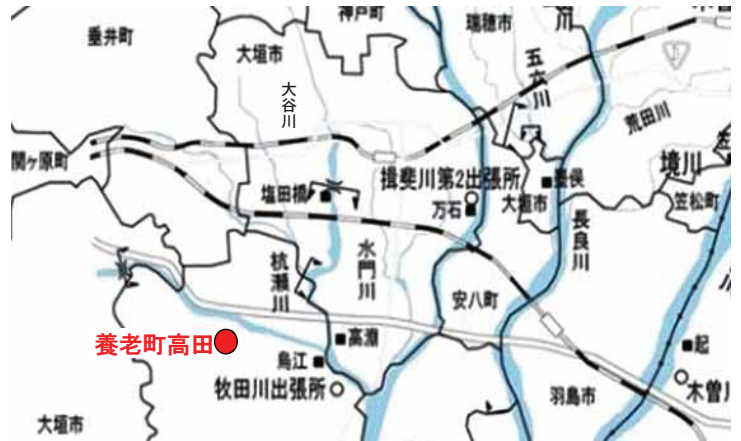 神戸町
瑞穂市
川
垂井町
大垣市
大谷川
五六川
荒田川
関ヶ原町
境川
揖斐川第2出張所
塩田橋
万石
大垣市
墨俣
笠松町
杭瀬川
水門川
長良川
安八町
養老町高田
高淵
烏江
起
牧田川出張所
羽島市
木曽川
大垣市